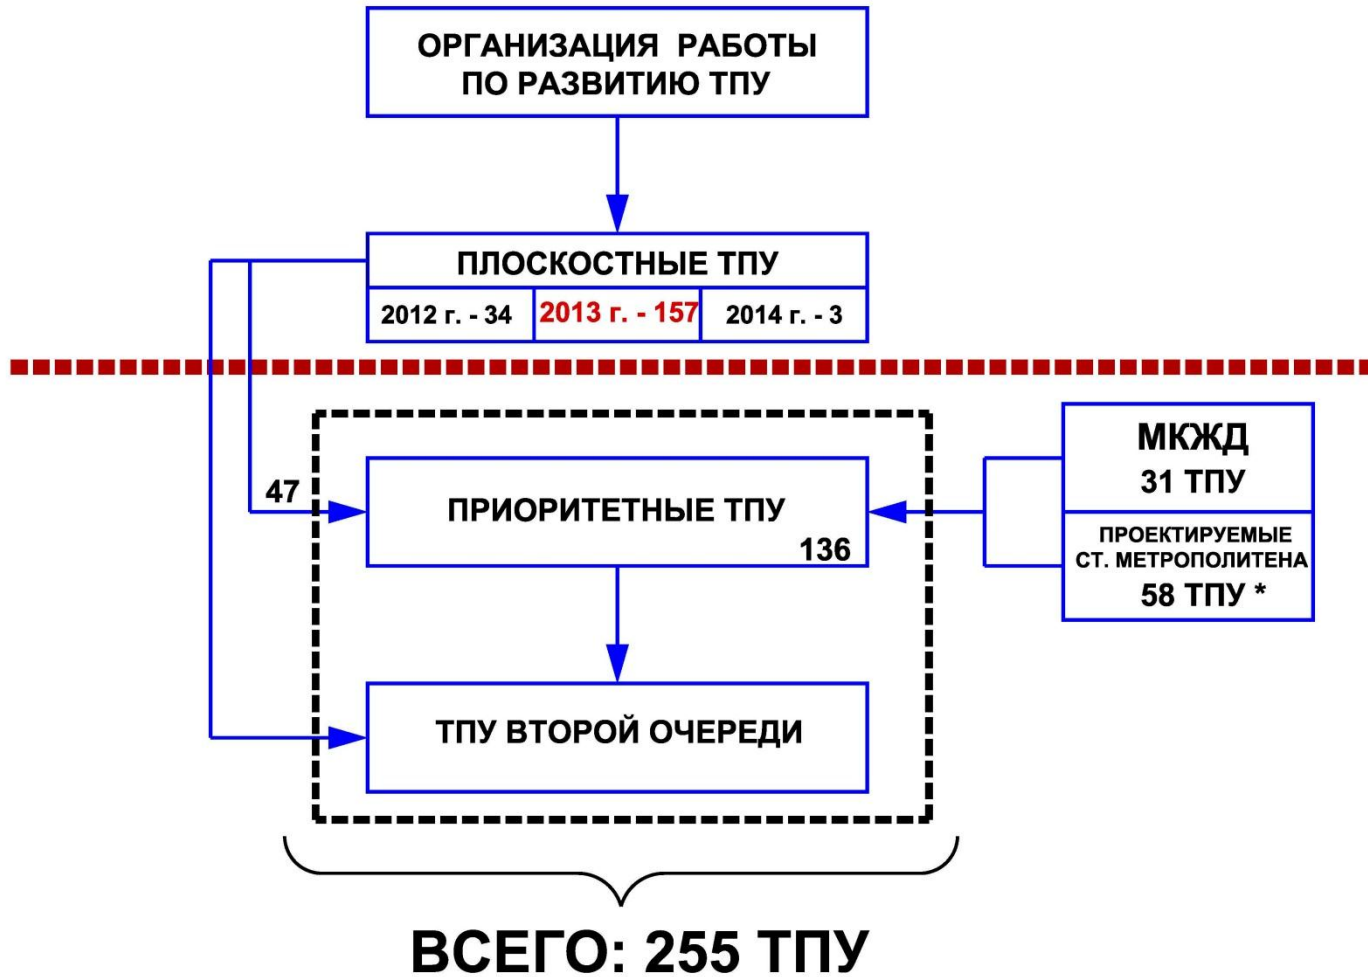 ОРГАНИЗАЦИЯ РАБОТЫ
ПО РАЗВИТИЮ ТПУ
ПЛОСКОСТНЫЕ ТПУ
2012 г. - 34
2013 г. - 157
2014 г. - 3
47
ПРИОРИТЕТНЫЕ ТПУ
136
МКЖД
31 ТПУ
ПРОЕКТИРУЕМЫЕ
СТ. МЕТРОПОЛИТЕНА
58 ТПУ *
ТПУ ВТОРОЙ ОЧЕРЕДИ
ВСЕГО: 255 ТПУ